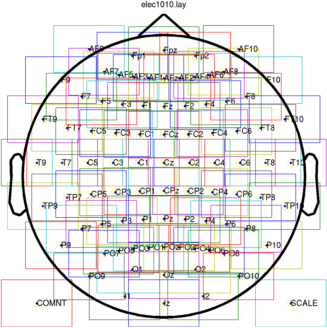 elec1010.lay
AF9 Fp1 Fpz Fp2 AF10
AF7 AF5 AF3 AF1 AFz AF2 AF8
F9 F10
F7 F5 F3 F1 Fz F2 F4 F6 F8
FT9 FT10
FT7 FC5 FC3 FC1 FCz FC2 FC4 FC6 FT8
T9 T7 C5 C3 C1 Cz C2 C4 C6 T8 T10
TP9 TP7 CP5 CP3 CP1 CPz CP2 CP4 CP6 TP8 TP10
P9 P7 P5 P3 P1 Pz P2 P4 P6 P8 P10
PO7 PO5 PO3 PO1 POz PO8
PO9 O1 Oz O2 PO10
I1 Iz I2
COMNT SCALE